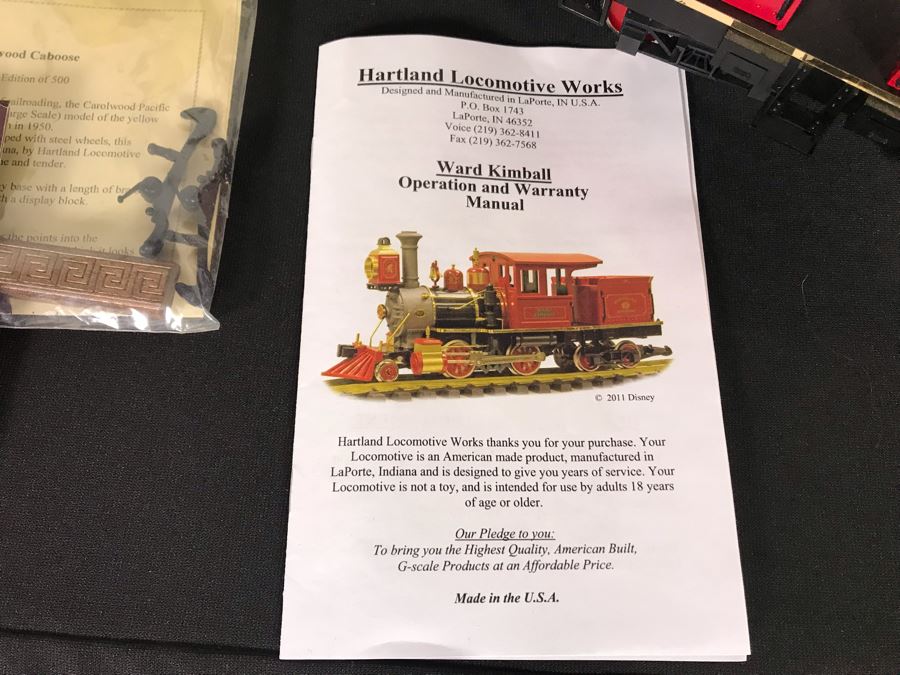 wood Caboose
Edition of 500
railroading, the Carolwood Pacific
Scale) model of the yellow
in 1950.
with steel wheels, this
by Hartland Locomotive
and tender.
base with a length of
a display block.
the points into the
it looks
Hartland Locomotive Works
Designed and Manufactured in LaPorte, IN U.S.A.
P.O. Box 1743
LaPorte, IN 46352
Voice (219) 362-8411
Fax (219) 362-7568
Ward Kimball
Operation and Warranty
Manual
© 2011 Disney
Hartland Locomotive Works thanks you for your purchase. Your
Locomotive is an American made product, manufactured in
LaPorte, Indiana and is designed to give you years of service. Your
Locomotive is not a toy, and is intended for use by adults 18 years
of age or older.
Our Pledge to you:
To bring you the Highest Quality, American Built,
G-scale Products at an Affordable Price.
Made in the U.S.A.